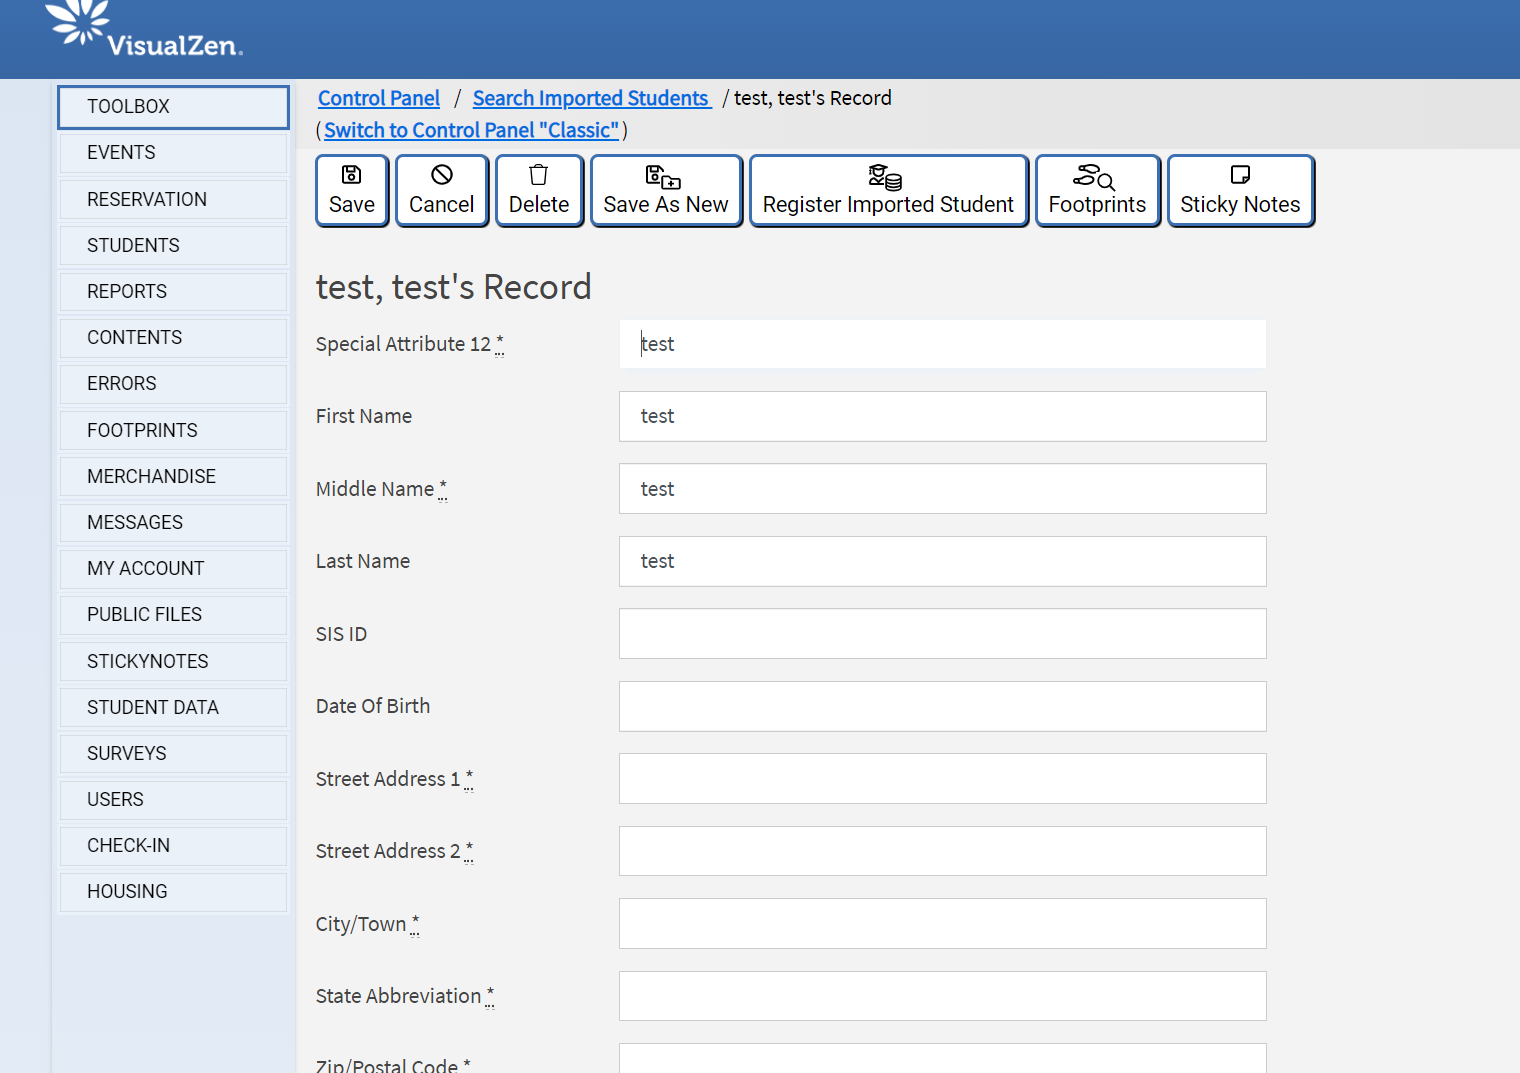 VisualZen.
TOOLBOX
EVENTS
RESERVATION
STUDENTS
REPORTS
CONTENTS
ERRORS
FOOTPRINTS
MERCHANDISE
MESSAGES
MY ACCOUNT
PUBLIC FILES
STICKYNOTES
STUDENT DATA
SURVEYS
USERS
CHECK-IN
HOUSING
Control Panel / Search Imported Students / test, test's Record
(Switch to Control Panel "Classic")
Save Cancel Delete Save As New Register Imported Student Footprints Sticky Notes
test, test's Record
Special Attribute 12 * test
First Name test
Middle Name * test
Last Name test
SIS ID
Date Of Birth
Street Address 1 *
Street Address 2 *
City/Town *
State Abbreviation *
Zip/Postal Code *